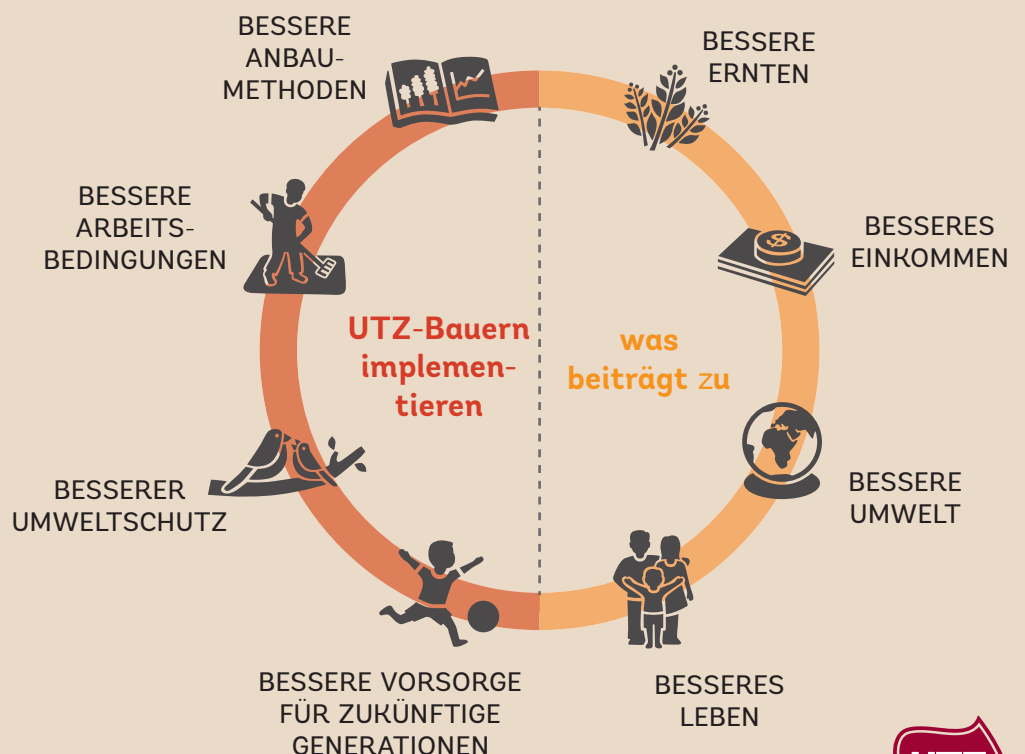 BESSERE
ANBAU-
METHODEN
BESSERE
ARBEITS-
BEDINGUNGEN
BESSERER
UMWELTSCHUTZ
BESSERE VORSORGE
FÜR ZUKÜNFTIGE
GENERATIONEN
UTZ-Bauern
implemen-
tieren
was
beiträgt zu
BESSERE
ERNTEN
BESSERES
EINKOMMEN
BESSERE
UMWELT
BESSERES
LEBEN